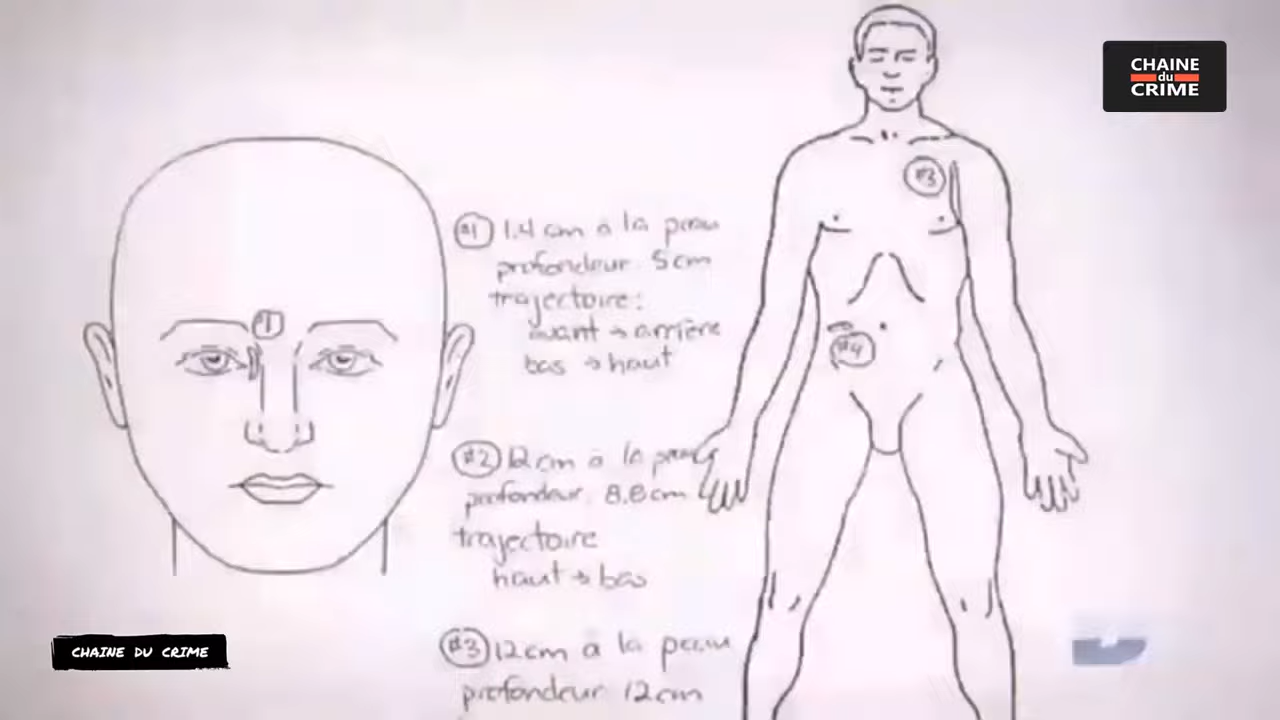 CHAINE
du
CRIME
#1 1.4 cm à la peau
profondeur 5cm
trajectoire:
avant → arrière
bas → haut
#2 12cm à la peau
profondeur. 8.8cm
trajectoire
haut → bas
#3 12cm à la peau
profondeur 12cm
#1
#3
#4
CHAINE DU CRIME